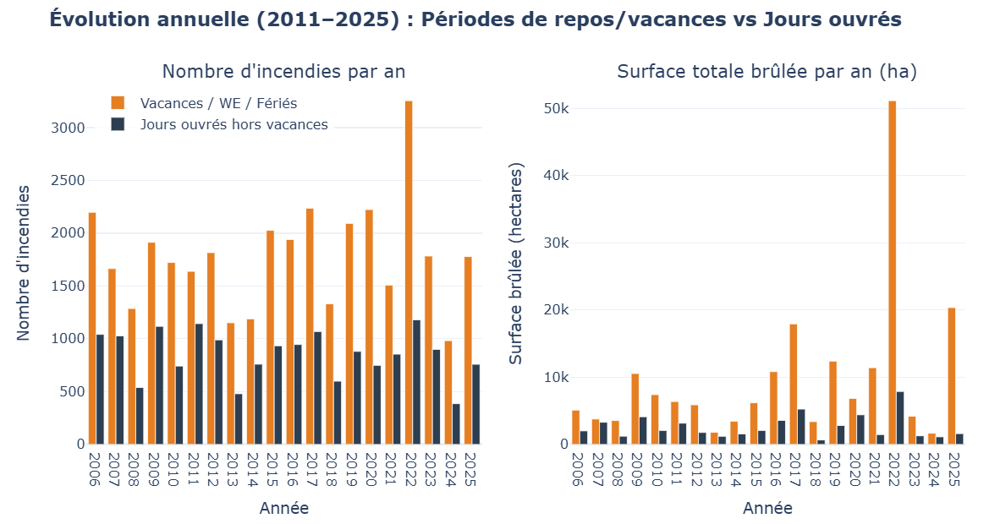 Évolution annuelle (2011–2025) : Périodes de repos/vacances vs Jours ouvrés
Nombre d'incendies par an
Vacances / WE / Fériés
Jours ouvrés hors vacances
Nombre d'incendies
3000
2500
2000
1500
1000
500
0
2006 2007 2008 2009 2010 2011 2012 2013 2014 2015 2016 2017 2018 2019 2020 2021 2022 2023 2024 2025
Année
Surface totale brûlée par an (ha)
Surface brûlée (hectares)
50k
40k
30k
20k
10k
0
2006 2007 2008 2009 2010 2011 2012 2013 2014 2015 2016 2017 2018 2019 2020 2021 2022 2023 2024 2025
Année